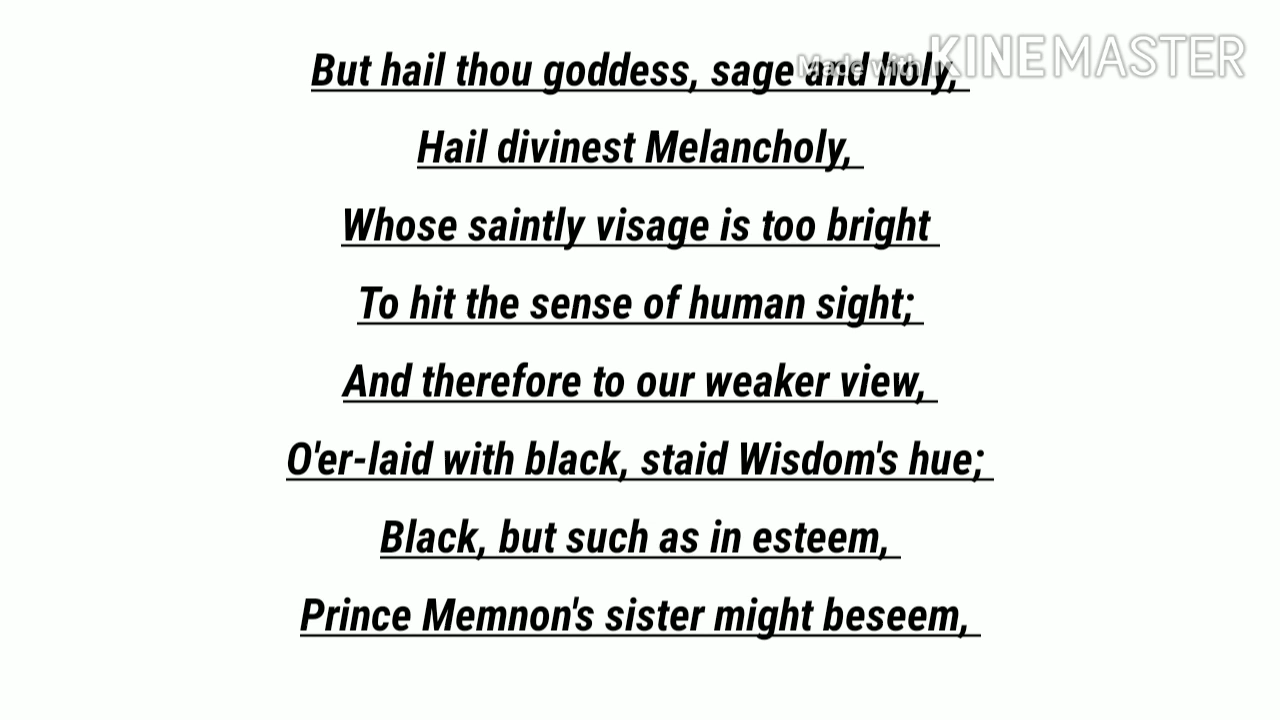 But hail thou goddess, sage and holy,
Made with KINEMASTER
Hail divinest Melancholy,
Whose saintly visage is too bright
To hit the sense of human sight;
And therefore to our weaker view,
O'er-laid with black, staid Wisdom's hue;
Black, but such as in esteem,
Prince Memnon's sister might beseem,